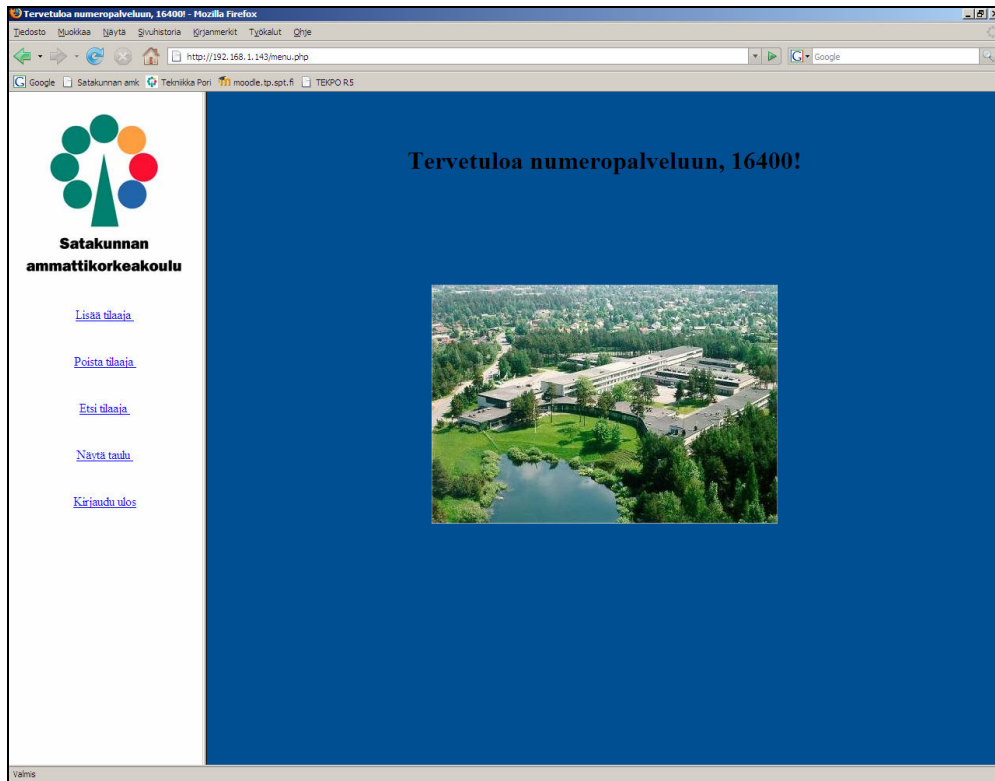 Tervetuloa numeropalveluun, 16400! - Mozilla Firefox
Tiedosto Muokkaa Näytä Sivuhistoria Kirjanmerkit Työkalut Ohje
http://192.168.1.143/menu.php
Google
Google Satakunnan amk Tekniikka Pori moodle.tp.spt.fi TEKPO R5
Satakunnan
ammattikorkeakoulu
Lisää tilaaja
Poista tilaaja
Etsi tilaaja
Näytä taulu
Kirjaudu ulos
Tervetuloa numeropalveluun, 16400!
Valmis